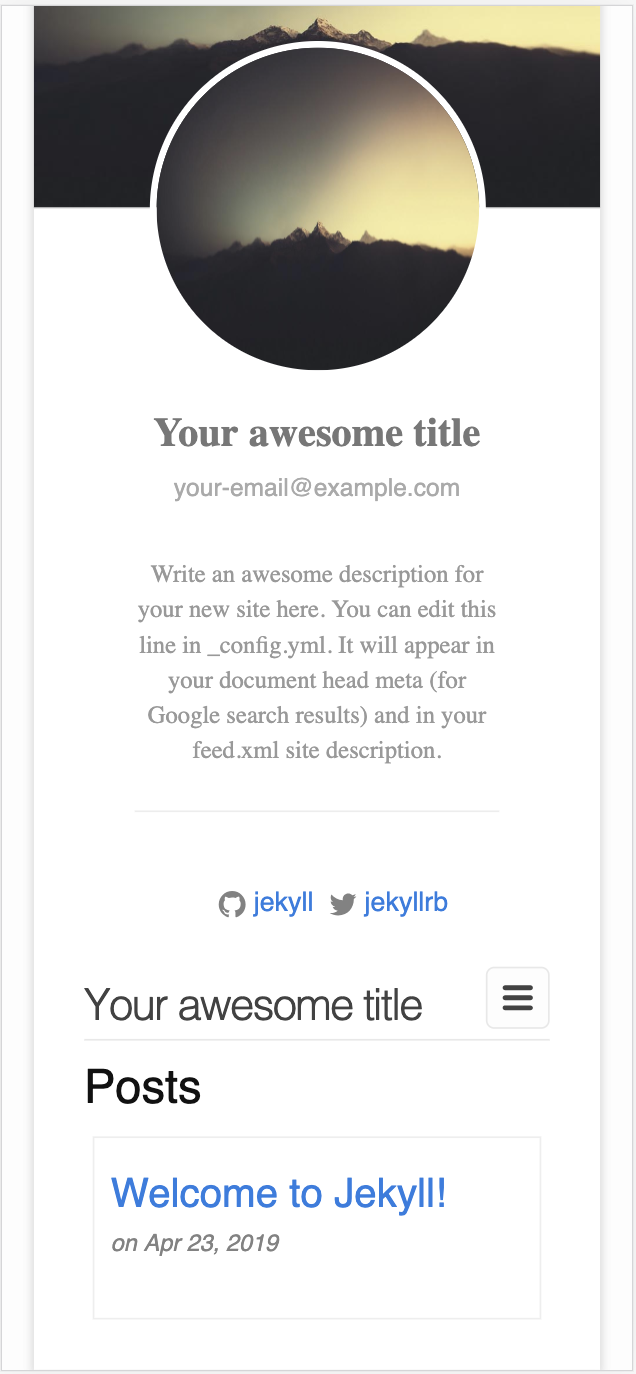 Your awesome title
your-email@example.com
Write an awesome description for
your new site here. You can edit this
line in _config.yml. It will appear in
your document head meta (for
Google search results) and in your
feed.xml site description.
jekyll jekyllrb
Your awesome title
Posts
Welcome to Jekyll!
on Apr 23, 2019